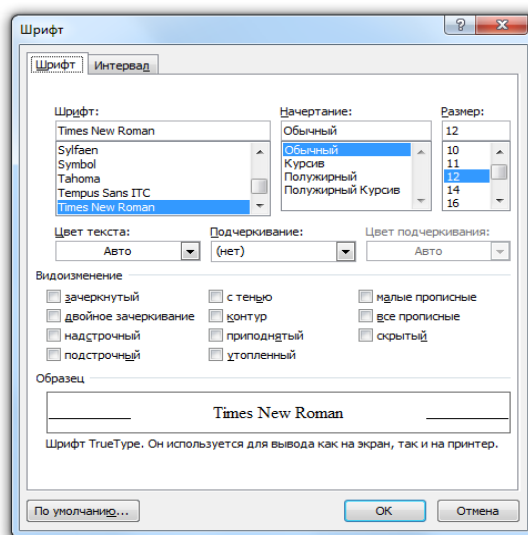 Шрифт
Шрифт Интервал
Шрифт: Начертание: Размер:
Times New Roman Обычный 12
Sylfaen Обычный 10
Symbol Курсив 11
Tahoma Полужирный 12
Tempus Sans ITC Полужирный Курсив 14
Times New Roman 16
Цвет текста: Подчеркивание: Цвет подчеркивания:
Авто (нет) Авто
Видоизменение
зачеркнутый с тенью малые прописные
двойное зачеркивание контур все прописные
надстрочный приподнятый скрытый
подстрочный утопленный
Образец
Times New Roman
Шрифт TrueType. Он используется для вывода как на экран, так и на принтер.
По умолчанию... ОК Отмена